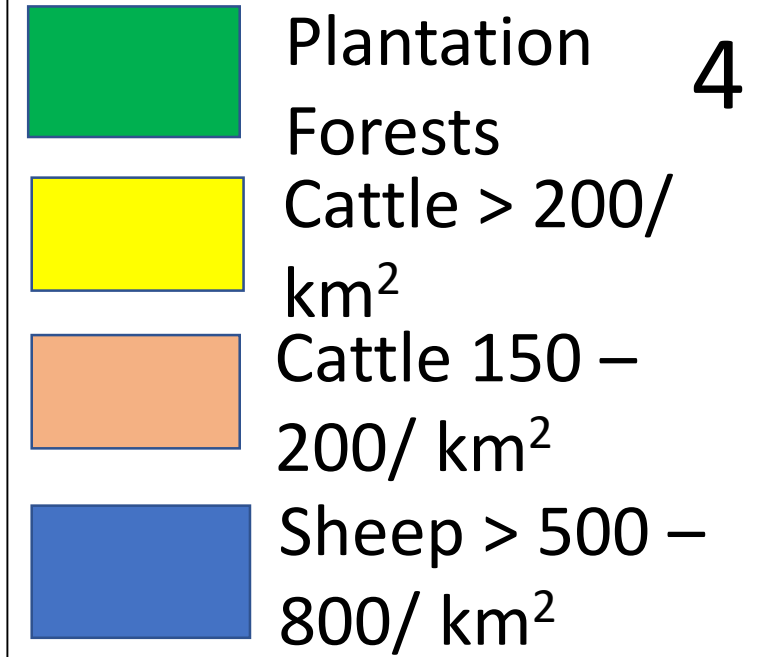 Plantation 4
Forests
Cattle > 200/
km²
Cattle 150 –
200/ km²
Sheep > 500 –
800/ km²